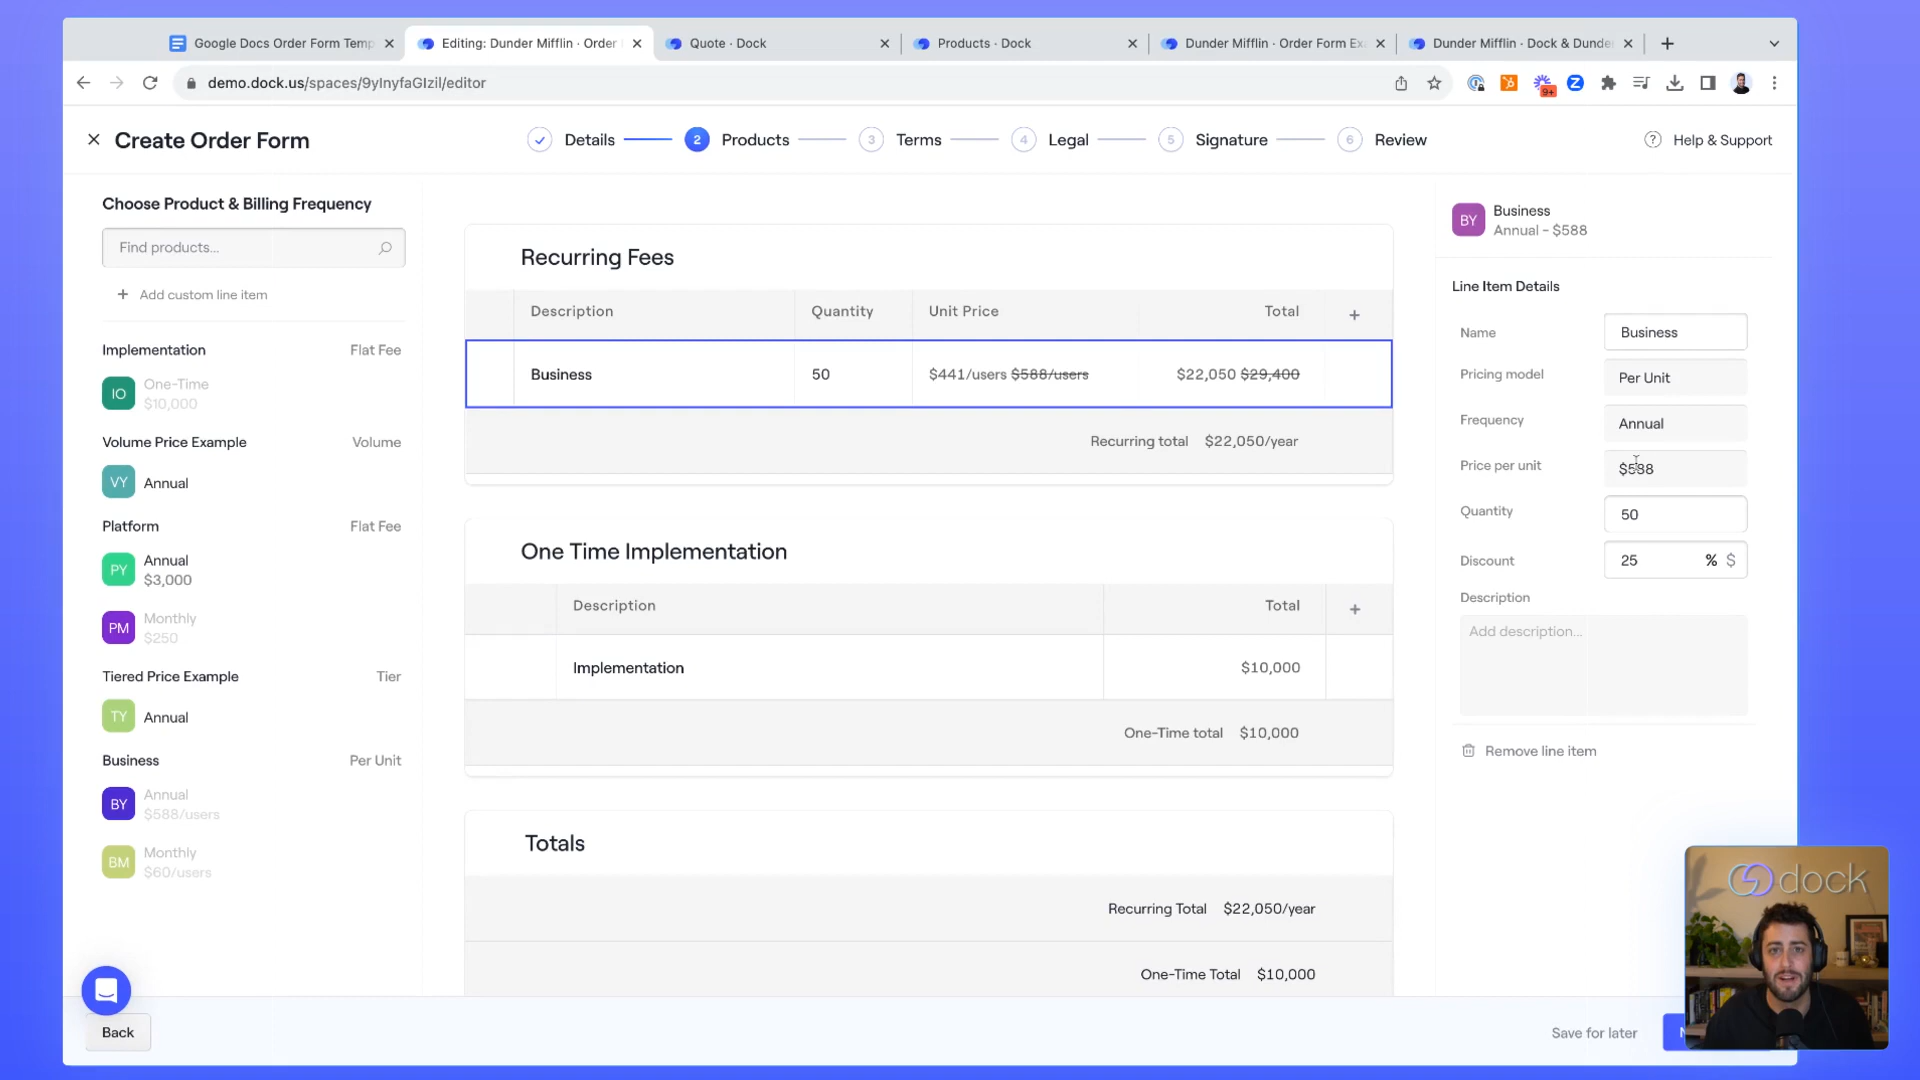 Google Docs Order Form Temp
Editing: Dunder Mifflin · Order
Quote · Dock
Products · Dock
Dunder Mifflin · Order Form Ex
Dunder Mifflin · Dock & Dunde
demo.dock.us/spaces/9yInyfaGIzil/editor
9+
Create Order Form
Details
2 Products
3 Terms
4 Legal
5 Signature
6 Review
? Help & Support
Choose Product & Billing Frequency
Find products...
+ Add custom line item
Implementation Flat Fee
IO One-Time
$10,000
Volume Price Example Volume
VY Annual
Platform Flat Fee
PY Annual
$3,000
PM Monthly
$250
Tiered Price Example Tier
TY Annual
Business Per Unit
BY Annual
$588/users
BM Monthly
$60/users
Back
Recurring Fees
Description Quantity Unit Price Total +
Business 50 $441/users $588/users $22,050 $29,400
Recurring total $22,050/year
One Time Implementation
Description Total +
Implementation $10,000
One-Time total $10,000
Totals
Recurring Total $22,050/year
One-Time Total $10,000
BY Business
Annual - $588
Line Item Details
Name Business
Pricing model Per Unit
Frequency Annual
Price per unit $588
Quantity 50
Discount 25 % $
Description
Add description...
Remove line item
dock
Save for later